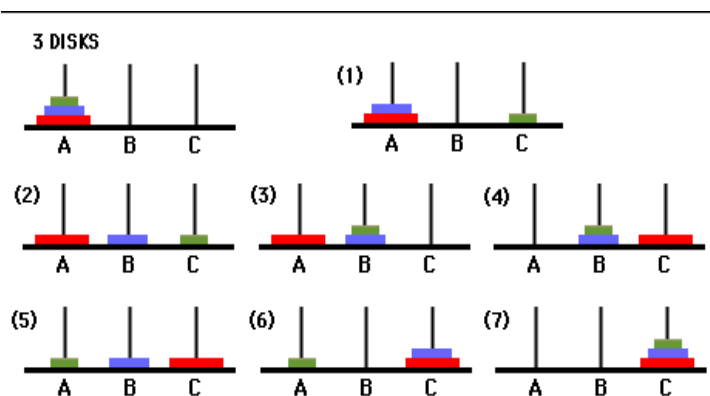 3 DISKS
(1)
A B C
A B C
(2)
(3)
(4)
A B C
A B C
A B C
(5)
(6)
(7)
A B C
A B C
A B C